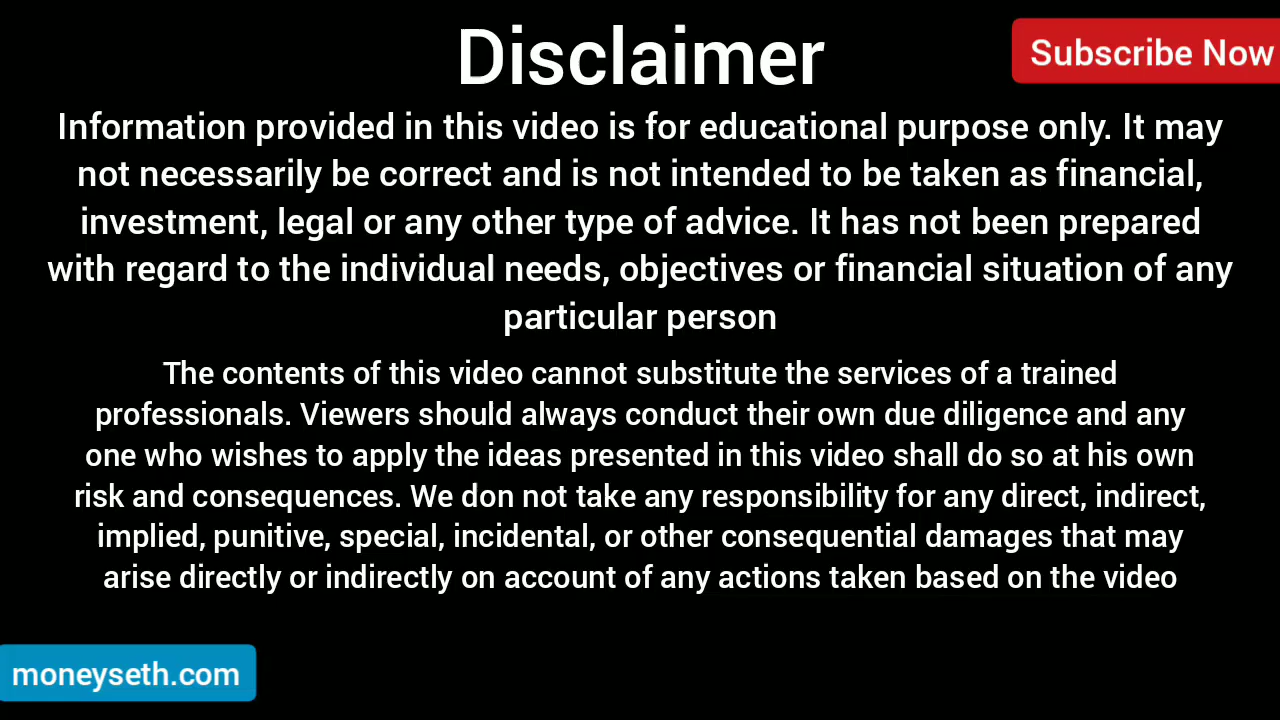 Disclaimer
Subscribe Now
Information provided in this video is for educational purpose only. It may
not necessarily be correct and is not intended to be taken as financial,
investment, legal or any other type of advice. It has not been prepared
with regard to the individual needs, objectives or financial situation of any
particular person
The contents of this video cannot substitute the services of a trained
professionals. Viewers should always conduct their own due diligence and any
one who wishes to apply the ideas presented in this video shall do so at his own
risk and consequences. We don not take any responsibility for any direct, indirect,
implied, punitive, special, incidental, or other consequential damages that may
arise directly or indirectly on account of any actions taken based on the video
moneyseth.com